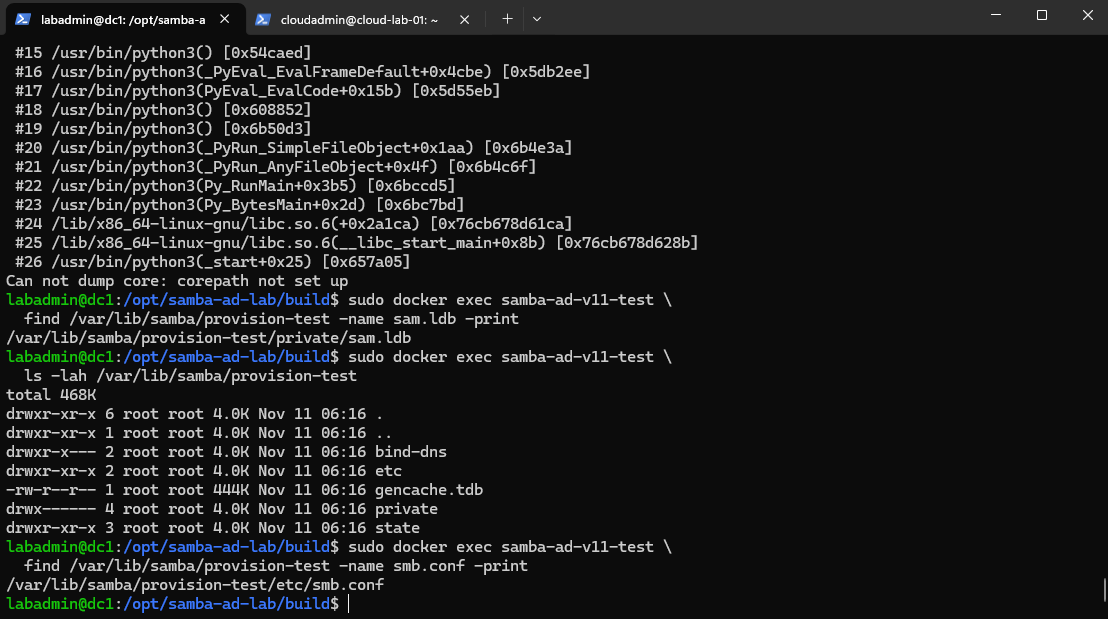 labadmin@dc1: /opt/samba-a
cloudadmin@cloud-lab-01: ~
#15 /usr/bin/python3() [0x54caed]
#16 /usr/bin/python3(_PyEval_EvalFrameDefault+0x4cbe) [0x5db2ee]
#17 /usr/bin/python3(PyEval_EvalCode+0x15b) [0x5d55eb]
#18 /usr/bin/python3() [0x608852]
#19 /usr/bin/python3() [0x6b50d3]
#20 /usr/bin/python3(_PyRun_SimpleFileObject+0x1aa) [0x6b4e3a]
#21 /usr/bin/python3(_PyRun_AnyFileObject+0x4f) [0x6b4c6f]
#22 /usr/bin/python3(Py_RunMain+0x3b5) [0x6bccd5]
#23 /usr/bin/python3(Py_BytesMain+0x2d) [0x6bc7bd]
#24 /lib/x86_64-linux-gnu/libc.so.6(+0x2a1ca) [0x76cb678d61ca]
#25 /lib/x86_64-linux-gnu/libc.so.6(__libc_start_main+0x8b) [0x76cb678d628b]
#26 /usr/bin/python3(_start+0x25) [0x657a05]
Can not dump core: corepath not set up
labadmin@dc1:/opt/samba-ad-lab/build$ sudo docker exec samba-ad-v11-test \
  find /var/lib/samba/provision-test -name sam.ldb -print
/var/lib/samba/provision-test/private/sam.ldb
labadmin@dc1:/opt/samba-ad-lab/build$ sudo docker exec samba-ad-v11-test \
  ls -lah /var/lib/samba/provision-test
total 468K
drwxr-xr-x 6 root root 4.0K Nov 11 06:16 .
drwxr-xr-x 1 root root 4.0K Nov 11 06:16 ..
drwxr-x--- 2 root root 4.0K Nov 11 06:16 bind-dns
drwxr-xr-x 2 root root 4.0K Nov 11 06:16 etc
-rw-r--r-- 1 root root 444K Nov 11 06:16 gencache.tdb
drwx------ 4 root root 4.0K Nov 11 06:16 private
drwxr-xr-x 3 root root 4.0K Nov 11 06:16 state
labadmin@dc1:/opt/samba-ad-lab/build$ sudo docker exec samba-ad-v11-test \
  find /var/lib/samba/provision-test -name smb.conf -print
/var/lib/samba/provision-test/etc/smb.conf
labadmin@dc1:/opt/samba-ad-lab/build$